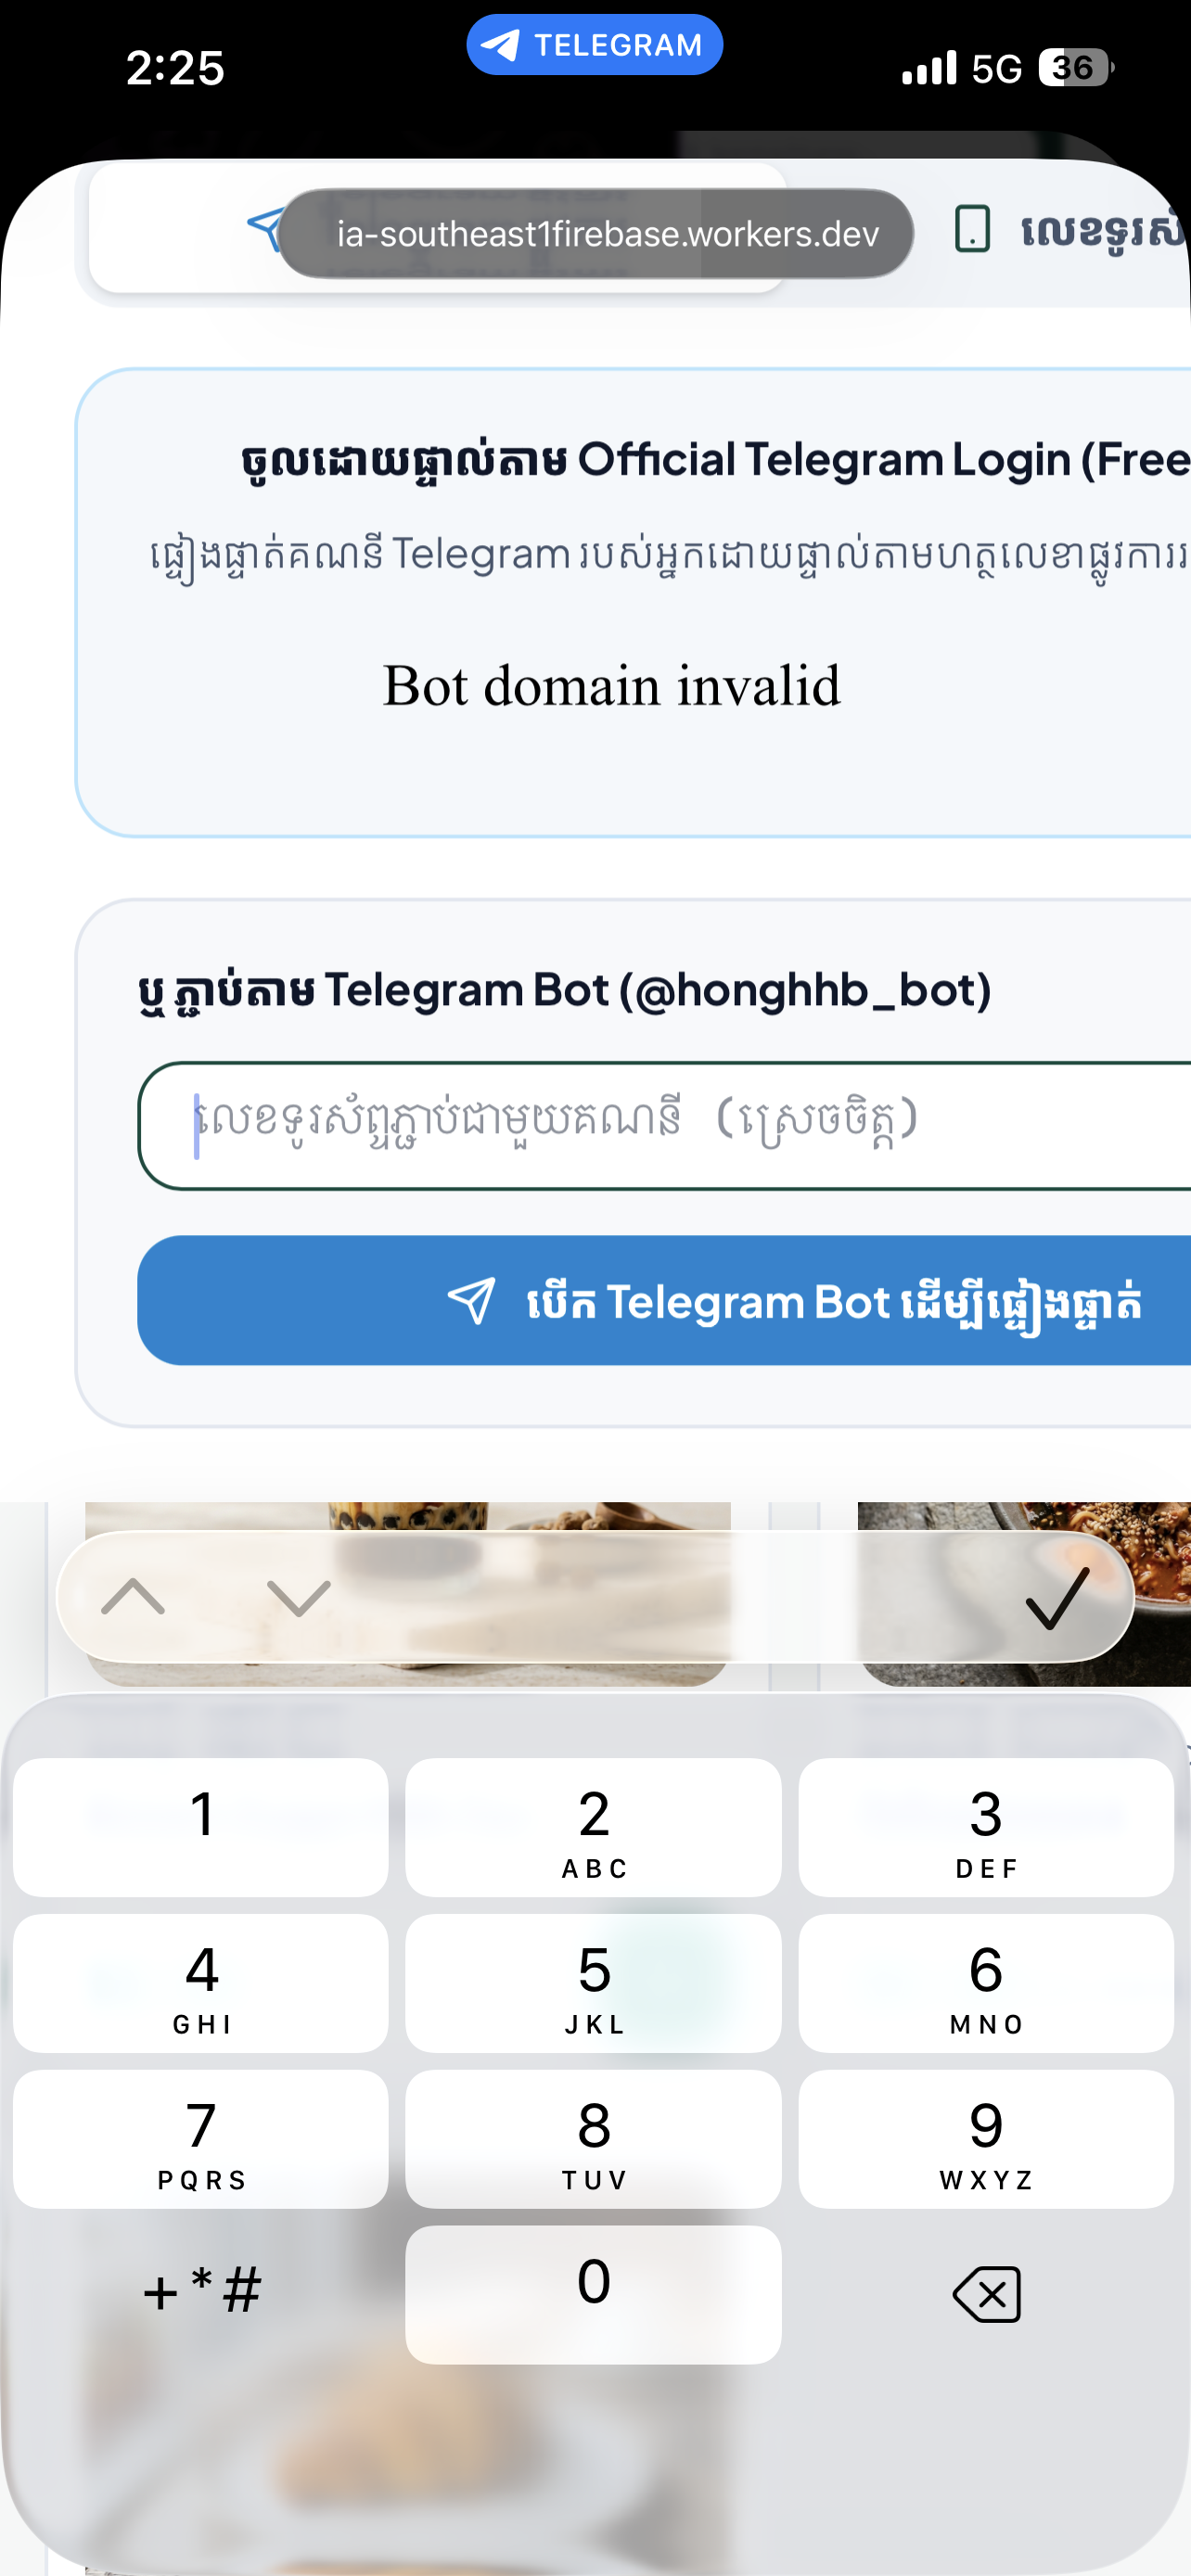 2:25
TELEGRAM
5G
36
ia-southeast1firebase.workers.dev
លេខទូរស័
ចូលដោយផ្ទាល់តាម Official Telegram Login (Free
ផ្ទៀងផ្ទាត់គណនី Telegram របស់អ្នកដោយផ្ទាល់តាមហត្ថលេខាផ្លូវការ
Bot domain invalid
ឬ ភ្ជាប់តាម Telegram Bot (@honghhb_bot)
លេខទូរស័ព្ទភ្ជាប់ជាមួយគណនី (ស្រេចចិត្ត)
បើក Telegram Bot ដើម្បីផ្ទៀងផ្ទាត់
1
2
ABC
3
DEF
4
GHI
5
JKL
6
MNO
7
PQRS
8
TUV
9
WXYZ
+*#
0